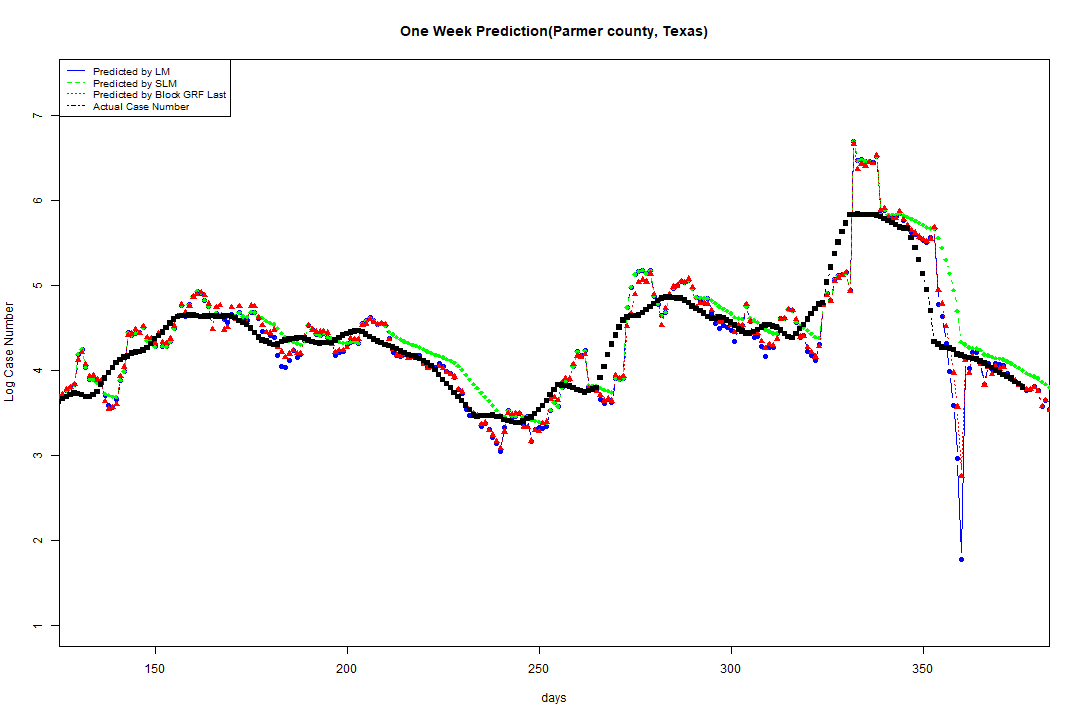 One Week Prediction(Parmer county, Texas)
Predicted by LM
Predicted by SLM
Predicted by Block GRF Last
Actual Case Number
7
6
5
4
3
2
1
Log Case Number
150 200 250 300 350
days